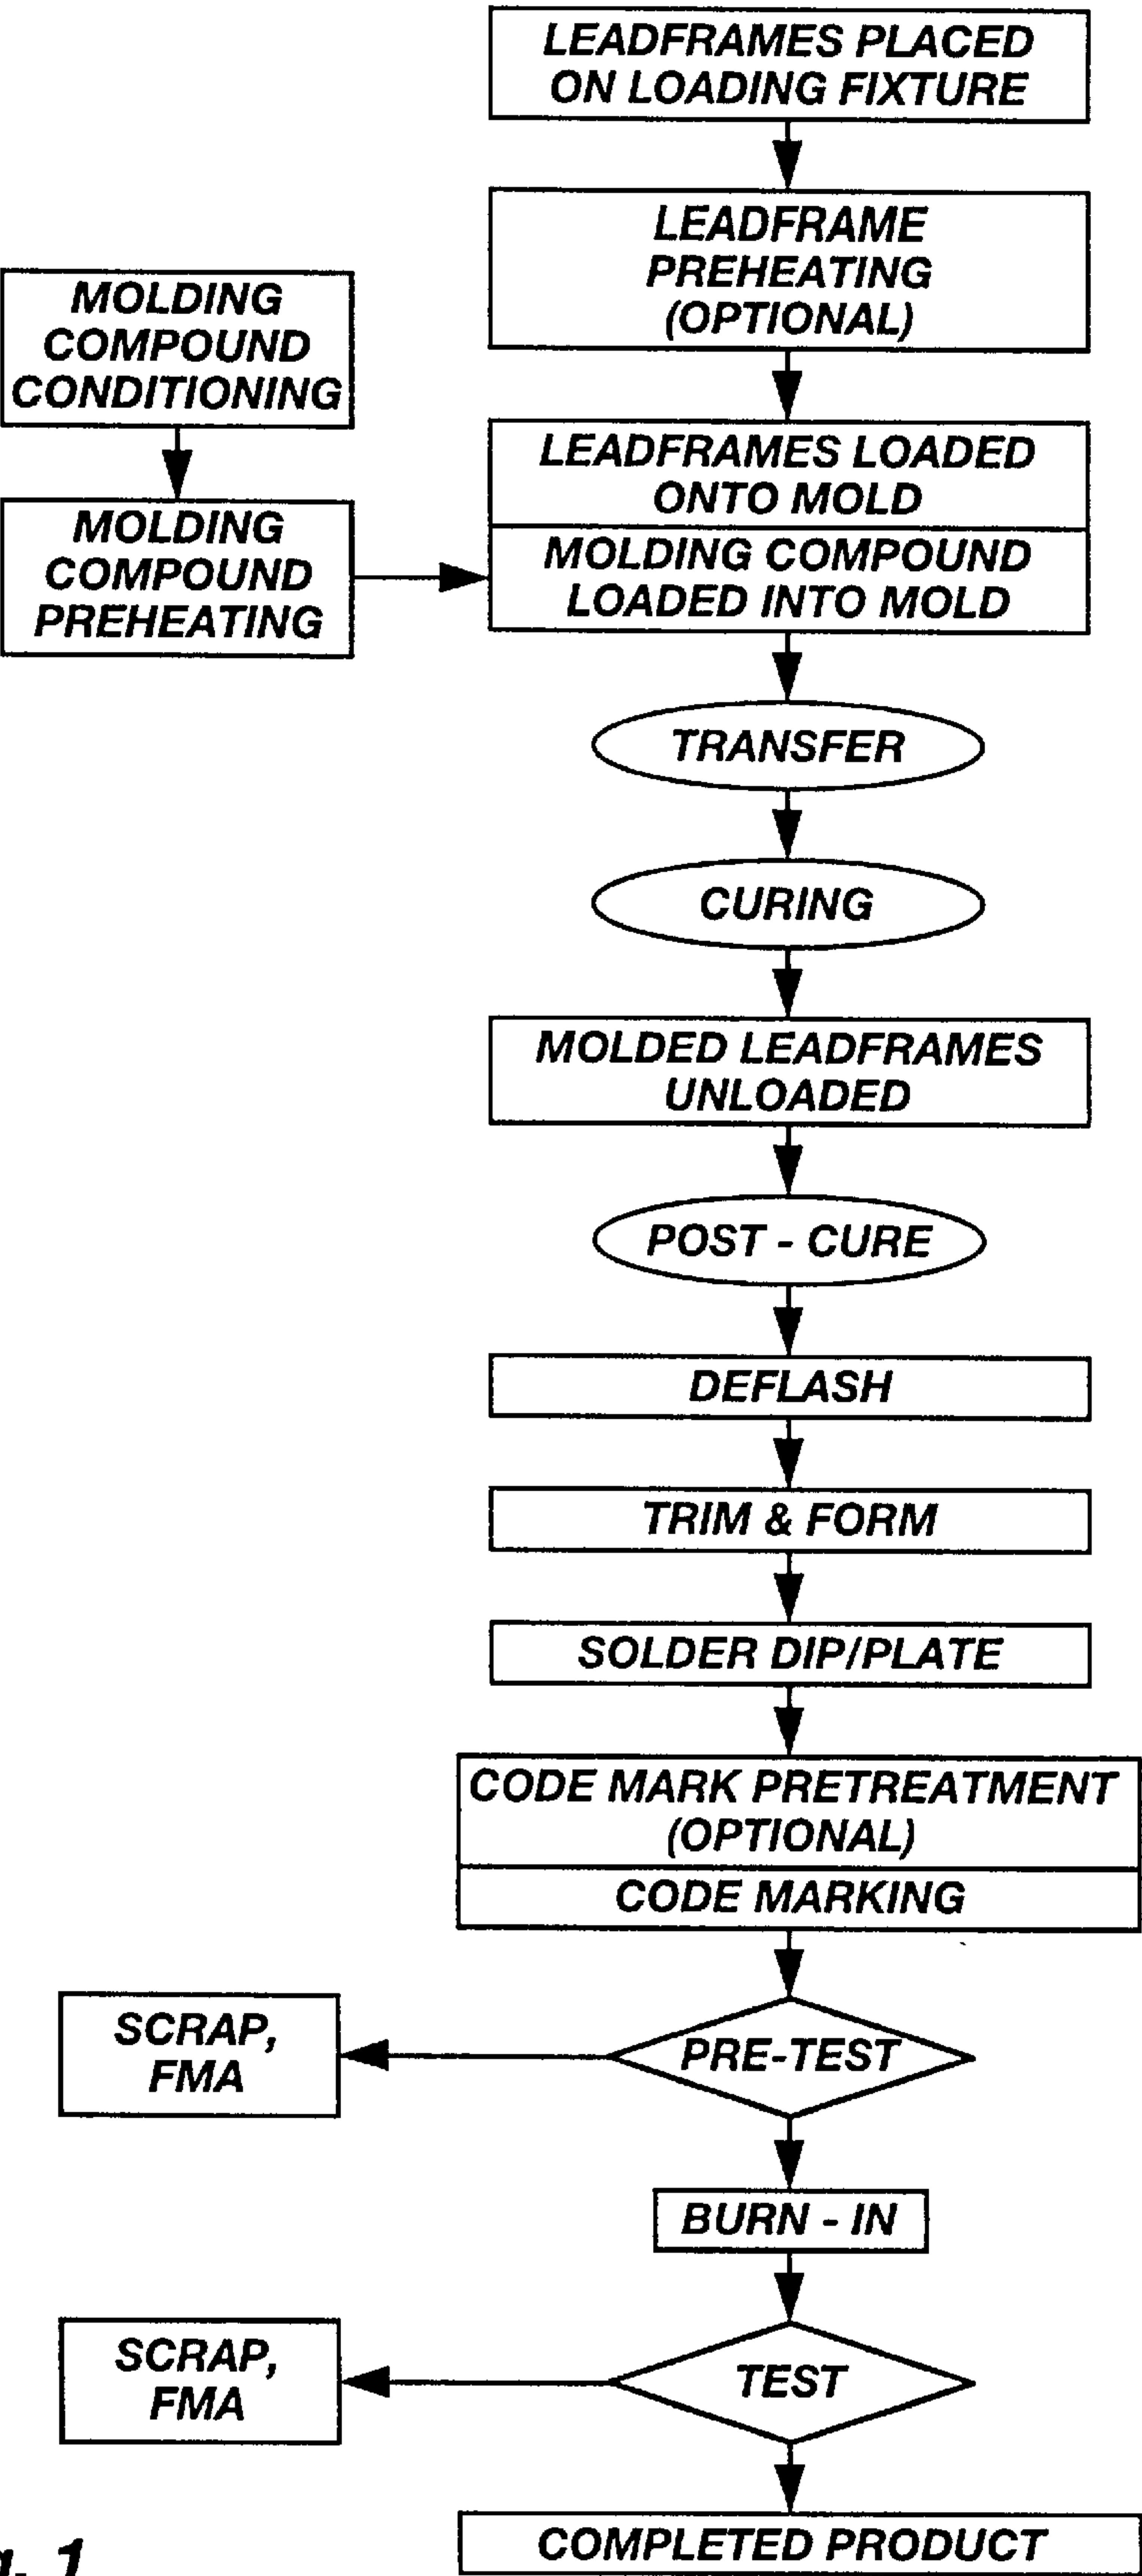 LEADFRAMES PLACED
ON LOADING FIXTURE
LEADFRAME
PREHEATING
(OPTIONAL)
MOLDING
COMPOUND
CONDITIONING
LEADFRAMES LOADED
ONTO MOLD
MOLDING
COMPOUND
PREHEATING
MOLDING COMPOUND
LOADED INTO MOLD
TRANSFER
CURING
MOLDED LEADFRAMES
UNLOADED
POST - CURE
DEFLASH
TRIM & FORM
SOLDER DIP/PLATE
CODE MARK PRETREATMENT
(OPTIONAL)
CODE MARKING
PRE-TEST
SCRAP,
FMA
BURN - IN
TEST
SCRAP,
FMA
COMPLETED PRODUCT
1